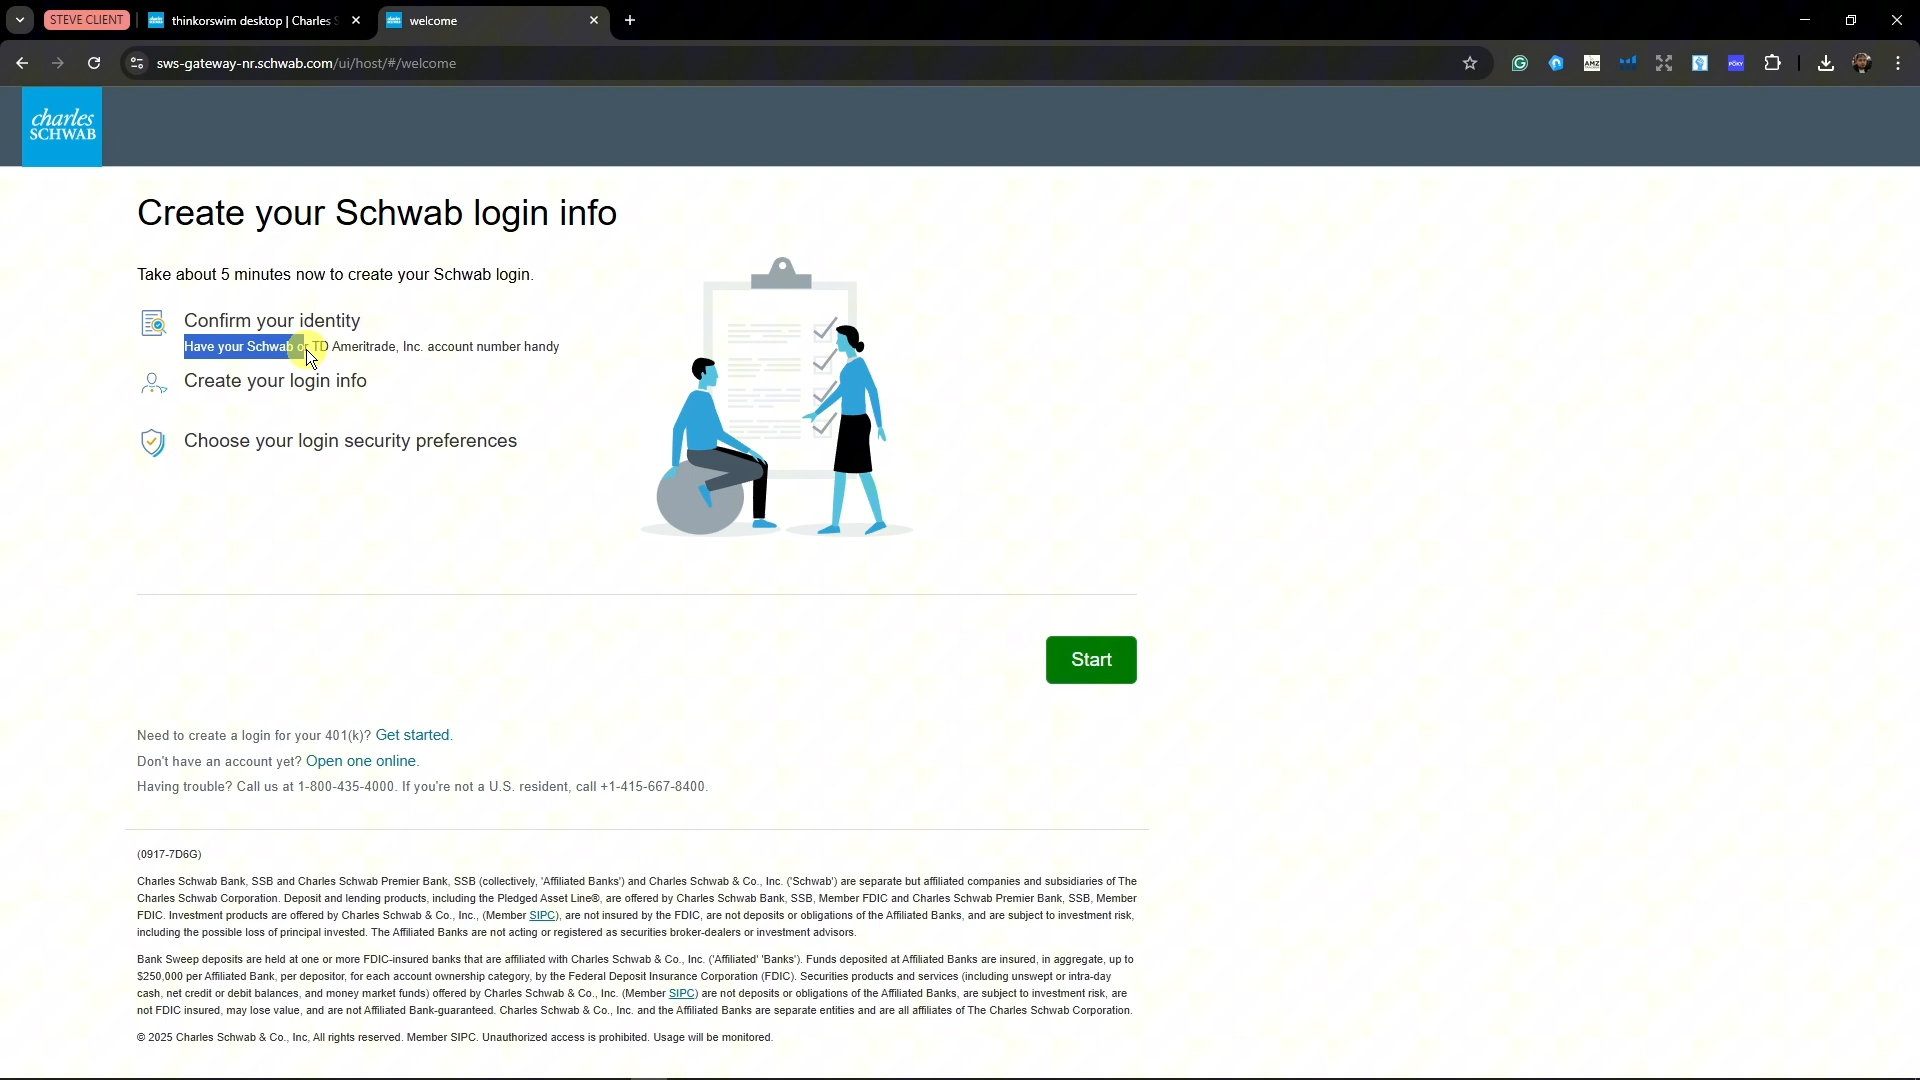 STEVE CLIENT
thinkorswim desktop | Charles S
welcome
sws-gateway-nr.schwab.com/ui/host/#/welcome
AMZ
charles
SCHWAB
Create your Schwab login info
Take about 5 minutes now to create your Schwab login.
Confirm your identity
Have your Schwab or TD Ameritrade, Inc. account number handy
Create your login info
Choose your login security preferences
Start
Need to create a login for your 401(k)? Get started.
Don't have an account yet? Open one online.
Having trouble? Call us at 1-800-435-4000. If you're not a U.S. resident, call +1-415-667-8400.
(0917-7D6G)
Charles Schwab Bank, SSB and Charles Schwab Premier Bank, SSB (collectively, 'Affiliated Banks') and Charles Schwab & Co., Inc. ('Schwab') are separate but affiliated companies and subsidiaries of The
Charles Schwab Corporation. Deposit and lending products, including the Pledged Asset Line®, are offered by Charles Schwab Bank, SSB, Member FDIC and Charles Schwab Premier Bank, SSB, Member
FDIC. Investment products are offered by Charles Schwab & Co., Inc., (Member SIPC), are not insured by the FDIC, are not deposits or obligations of the Affiliated Banks, and are subject to investment risk,
including the possible loss of principal invested. The Affiliated Banks are not acting or registered as securities broker-dealers or investment advisors.
Bank Sweep deposits are held at one or more FDIC-insured banks that are affiliated with Charles Schwab & Co., Inc. ('Affiliated' 'Banks'). Funds deposited at Affiliated Banks are insured, in aggregate, up to
$250,000 per Affiliated Bank, per depositor, for each account ownership category, by the Federal Deposit Insurance Corporation (FDIC). Securities products and services (including unswept or intra-day
cash, net credit or debit balances, and money market funds) offered by Charles Schwab & Co., Inc. (Member SIPC) are not deposits or obligations of the Affiliated Banks, are subject to investment risk, are
not FDIC insured, may lose value, and are not Affiliated Bank-guaranteed. Charles Schwab & Co., Inc. and the Affiliated Banks are separate entities and are all affiliates of The Charles Schwab Corporation.
© 2025 Charles Schwab & Co., Inc, All rights reserved. Member SIPC. Unauthorized access is prohibited. Usage will be monitored.